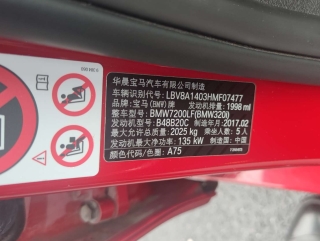 华晨宝马汽车有限公司制造
车辆识别代号: LBV8A1403HMF07477
品牌: 宝马(BMW)牌 发动机排量: 1998 ml
整车型号: BMW7200LF(BMW320i)
发动机型号: B48B20C 制造年月: 2017.02
最大允许总质量: 2025 kg 乘坐人数: 5人
发动机最大净功率: 135 kW 制造国: 中国
颜色代码/色墨: A75